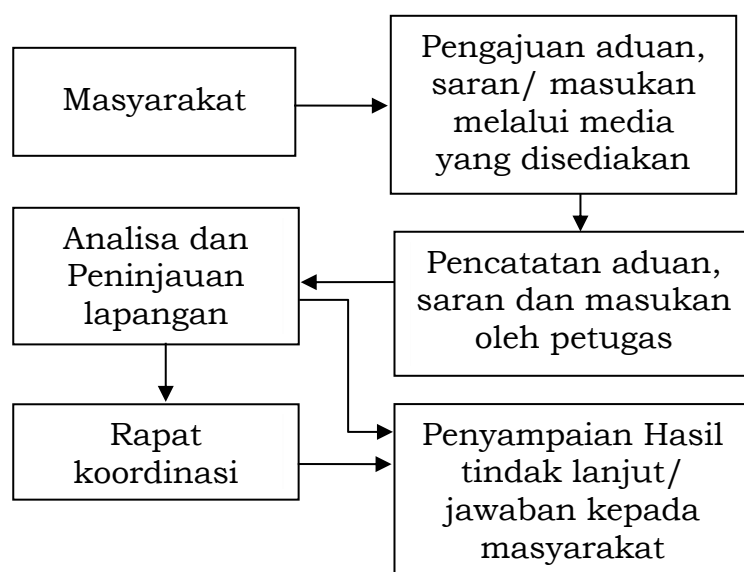 Masyarakat
Pengajuan aduan,
saran/ masukan
melalui media
yang disediakan
Pencatatan aduan,
saran dan masukan
oleh petugas
Analisa dan
Peninjauan
lapangan
Rapat
koordinasi
Penyampaian Hasil
tindak lanjut/
jawaban kepada
masyarakat